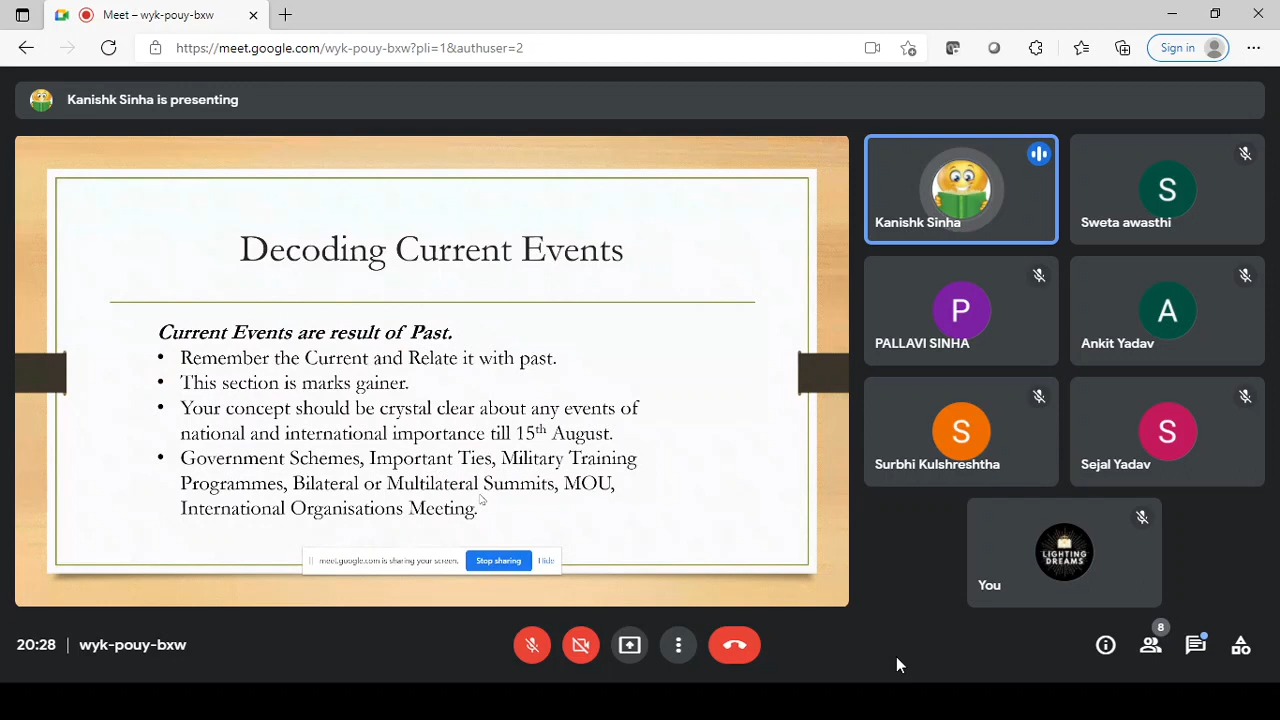 Meet – wyk-pouy-bxw
https://meet.google.com/wyk-pouy-bxw?pli=1&authuser=2
Sign in
Kanishk Sinha is presenting
Decoding Current Events
Current Events are result of Past.
• Remember the Current and Relate it with past.
• This section is marks gainer.
• Your concept should be crystal clear about any events of
national and international importance till 15th August.
• Government Schemes, Important Ties, Military Training
Programmes, Bilateral or Multilateral Summits, MOU,
International Organisations Meeting.
meet.google.com is sharing your screen.
Stop sharing
Hide
Kanishk Sinha
S
Sweta awasthi
P
PALLAVI SINHA
A
Ankit Yadav
S
Surbhi Kulshreshtha
S
Sejal Yadav
LIGHTING
DREAMS
You
20:28 | wyk-pouy-bxw
8